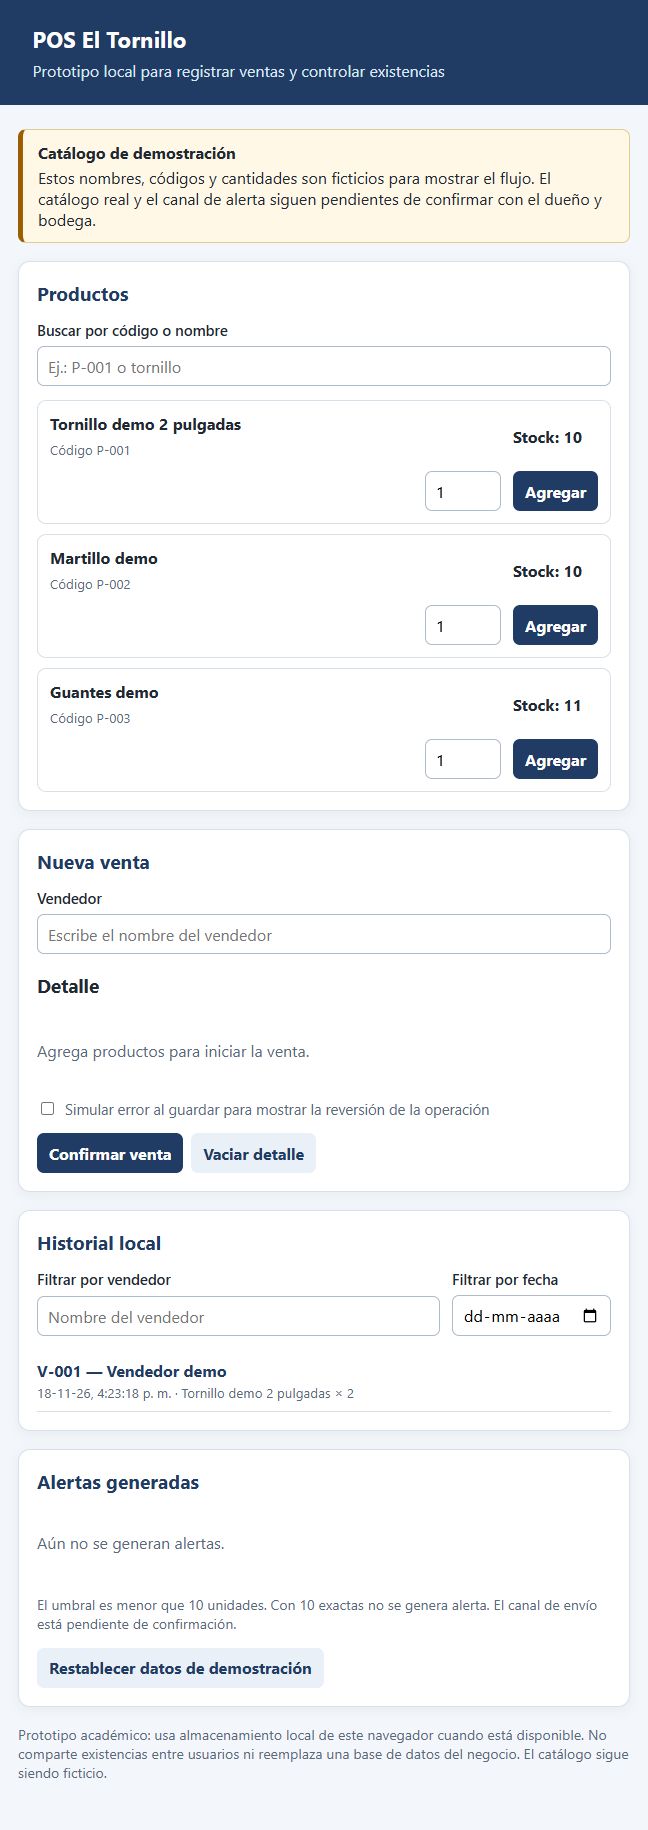 POS El Tornillo
Prototipo local para registrar ventas y controlar existencias
Catálogo de demostración
Estos nombres, códigos y cantidades son ficticios para mostrar el flujo. El
catálogo real y el canal de alerta siguen pendientes de confirmar con el dueño y
bodega.
Productos
Buscar por código o nombre
Ej.: P-001 o tornillo
Tornillo demo 2 pulgadas
Código P-001
Stock: 10
1
Agregar
Martillo demo
Código P-002
Stock: 10
1
Agregar
Guantes demo
Código P-003
Stock: 11
1
Agregar
Nueva venta
Vendedor
Escribe el nombre del vendedor
Detalle
Agrega productos para iniciar la venta.
Simular error al guardar para mostrar la reversión de la operación
Confirmar venta
Vaciar detalle
Historial local
Filtrar por vendedor
Nombre del vendedor
Filtrar por fecha
dd-mm-aaaa
V-001 — Vendedor demo
18-11-26, 4:23:18 p. m. · Tornillo demo 2 pulgadas × 2
Alertas generadas
Aún no se generan alertas.
El umbral es menor que 10 unidades. Con 10 exactas no se genera alerta. El canal de envío
está pendiente de confirmación.
Restablecer datos de demostración
Prototipo académico: usa almacenamiento local de este navegador cuando está disponible. No
comparte existencias entre usuarios ni reemplaza una base de datos del negocio. El catálogo sigue
siendo ficticio.